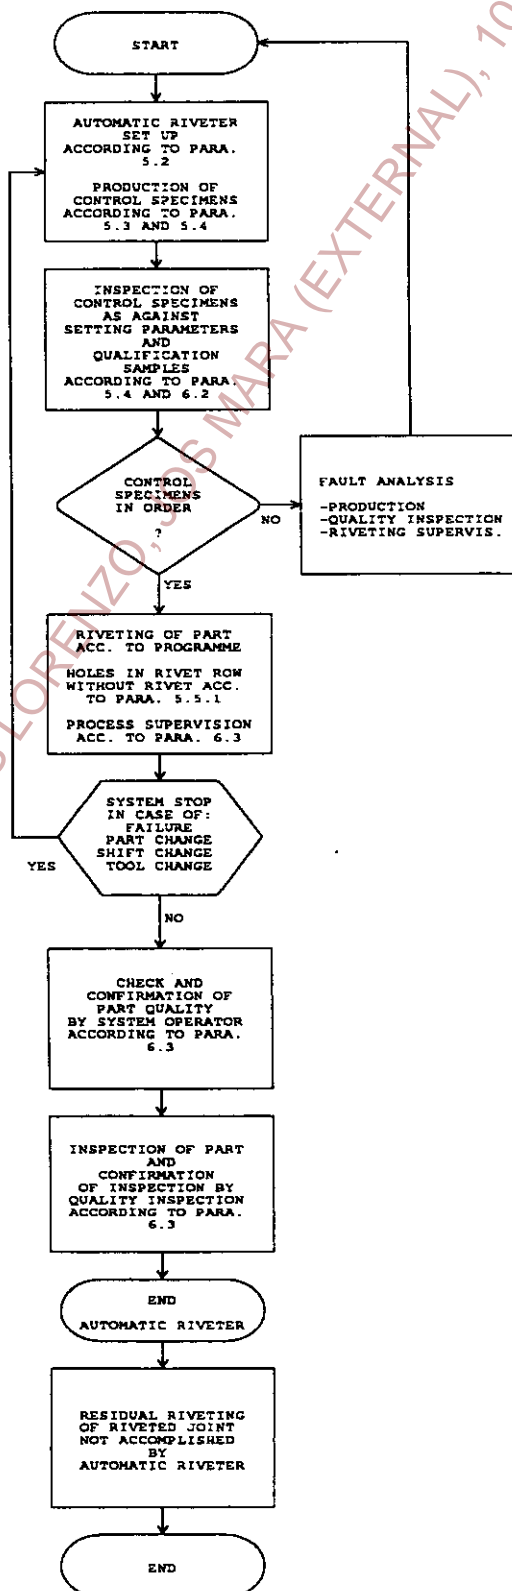 START
AUTOMATIC RIVETER
SET UP
ACCORDING TO PARA.
5.2
PRODUCTION OF
CONTROL SPECIMENS
ACCORDING TO PARA.
5.3 AND 5.4
INSPECTION OF
CONTROL SPECIMENS
AS AGAINST
SETTING PARAMETERS
AND
QUALIFICATION
SAMPLES
ACCORDING TO PARA.
5.4 AND 6.2
CONTROL
SPECIMENS
IN ORDER
?
NO
FAULT ANALYSIS
-PRODUCTION
-QUALITY INSPECTION
-RIVETING SUPERVIS.
YES
RIVETING OF PART
ACC. TO PROGRAMME
HOLES IN RIVET ROW
WITHOUT RIVET ACC.
TO PARA. 5.5.1
PROCESS SUPERVISION
ACC. TO PARA. 6.3
SYSTEM STOP
IN CASE OF:
FAILURE
PART CHANGE
SHIFT CHANGE
TOOL CHANGE
YES
NO
CHECK AND
CONFIRMATION OF
PART QUALITY
BY SYSTEM OPERATOR
ACCORDING TO PARA.
6.3
INSPECTION OF PART
AND
CONFIRMATION
OF INSPECTION BY
QUALITY INSPECTION
ACCORDING TO PARA.
6.3
END
AUTOMATIC RIVETER
RESIDUAL RIVETING
OF RIVETED JOINT
NOT ACCOMPLISHED
BY
AUTOMATIC RIVETER
END
LORENZO, JOS MARA (EXTERNAL), 10